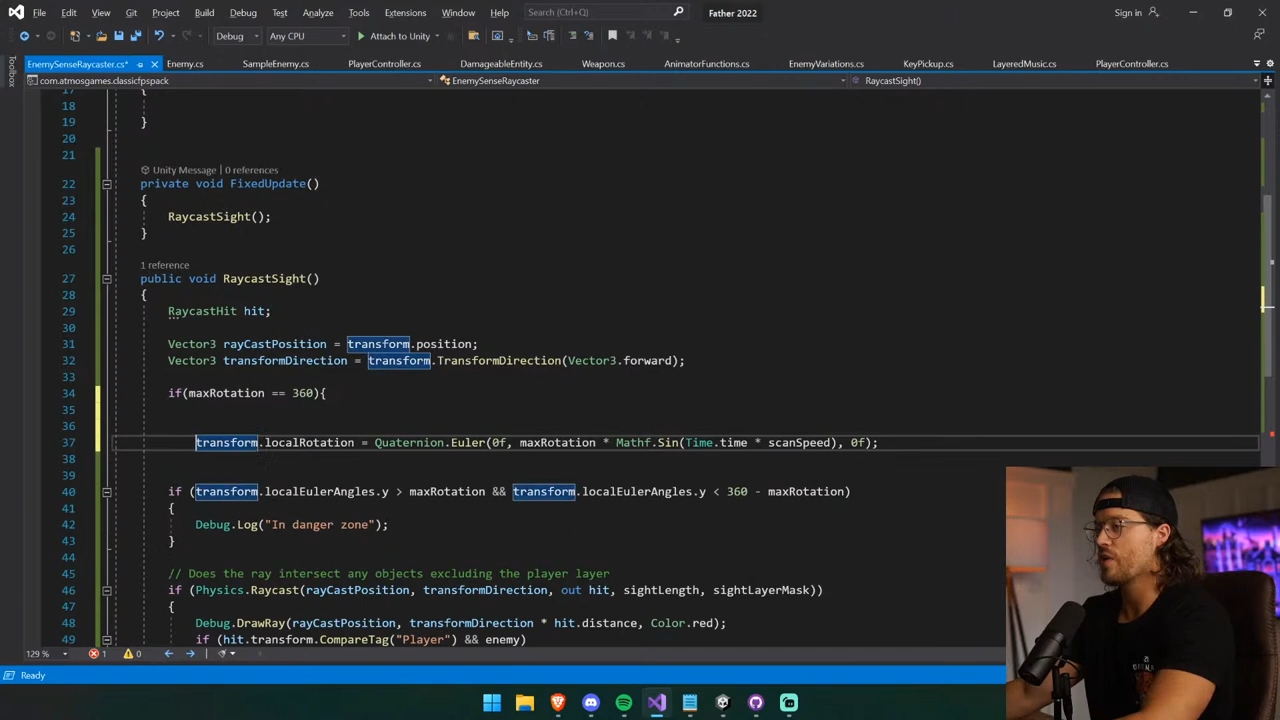 File Edit View Git Project Build Debug Test Analyze Tools Extensions Window Help Search (Ctrl+Q) Father 2022 Sign in
Debug Any CPU Attach to Unity
Toolbox
EnemySenseRaycaster.cs* Enemy.cs SampleEnemy.cs PlayerController.cs DamageableEntity.cs Weapon.cs AnimatorFunctions.cs EnemyVariations.cs KeyPickup.cs LayeredMusic.cs PlayerController.cs
com.atmosgames.classicfpspack EnemySenseRaycaster RaycastSight()
17 {
18
19 }
20
21
Unity Message | 0 references
22 private void FixedUpdate()
23 {
24 RaycastSight();
25 }
26
1 reference
27 public void RaycastSight()
28 {
29 RaycastHit hit;
30
31 Vector3 rayCastPosition = transform.position;
32 Vector3 transformDirection = transform.TransformDirection(Vector3.forward);
33
34 if(maxRotation == 360){
35
36
37 transform.localRotation = Quaternion.Euler(0f, maxRotation * Mathf.Sin(Time.time * scanSpeed), 0f);
38
39
40 if (transform.localEulerAngles.y > maxRotation && transform.localEulerAngles.y < 360 - maxRotation)
41 {
42 Debug.Log("In danger zone");
43 }
44
45 // Does the ray intersect any objects excluding the player layer
46 if (Physics.Raycast(rayCastPosition, transformDirection, out hit, sightLength, sightLayerMask))
47 {
48 Debug.DrawRay(rayCastPosition, transformDirection * hit.distance, Color.red);
49 if (hit.transform.CompareTag("Player") && enemy)
129 % 1 0
Ready